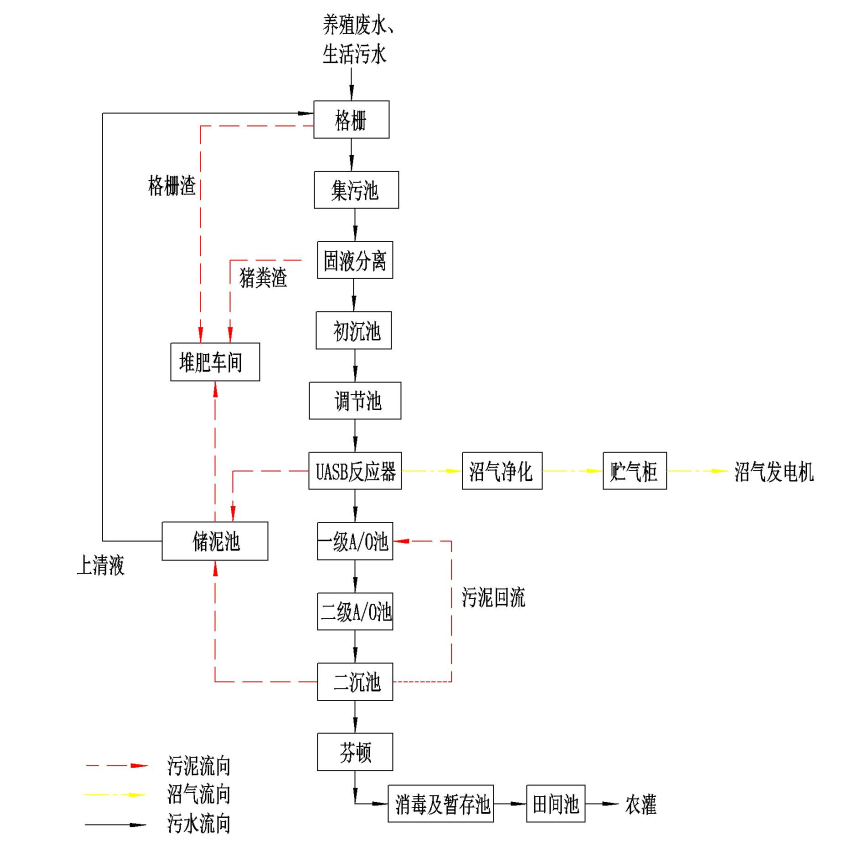 养殖废水、
生活污水
格栅
格栅渣
集污池
固液分离
猪粪渣
初沉池
堆肥车间
调节池
UASB反应器
沼气净化
贮气柜
沼气发电机
储泥池
一级A/O池
上清液
污泥回流
二级A/O池
二沉池
芬顿
污泥流向
沼气流向
污水流向
消毒及暂存池
田间池
农灌